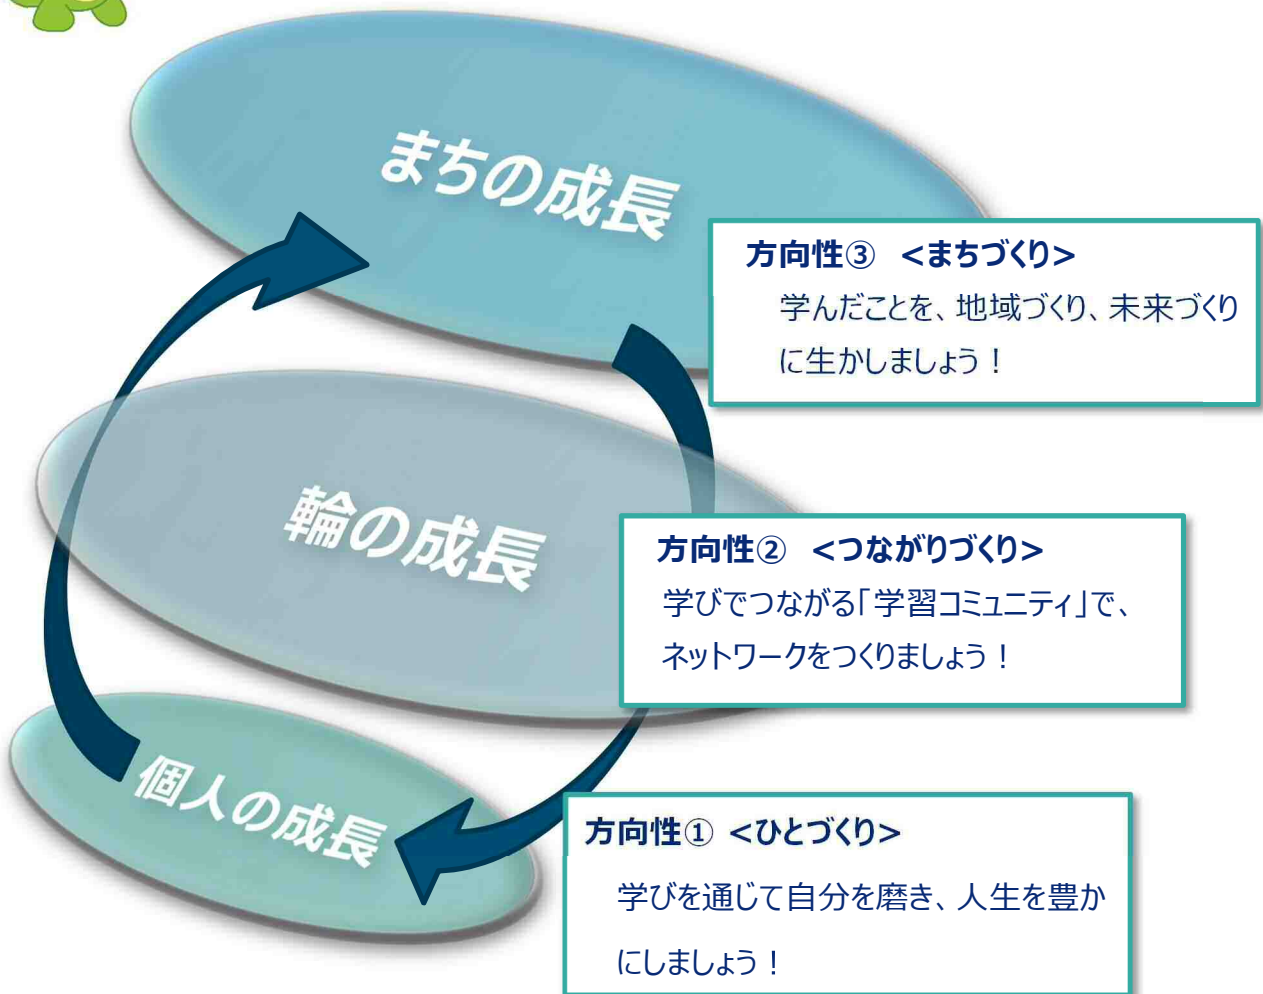 まちの成長
方向性③ <まちづくり>
学んだことを、地域づくり、未来づくり
に生かしましょう！
輪の成長
方向性② <つながりづくり>
学びでつながる「学習コミュニティ」で、
ネットワークをつくりましょう！
個人の成長
方向性① <ひとづくり>
学びを通じて自分を磨き、人生を豊か
にしましょう！